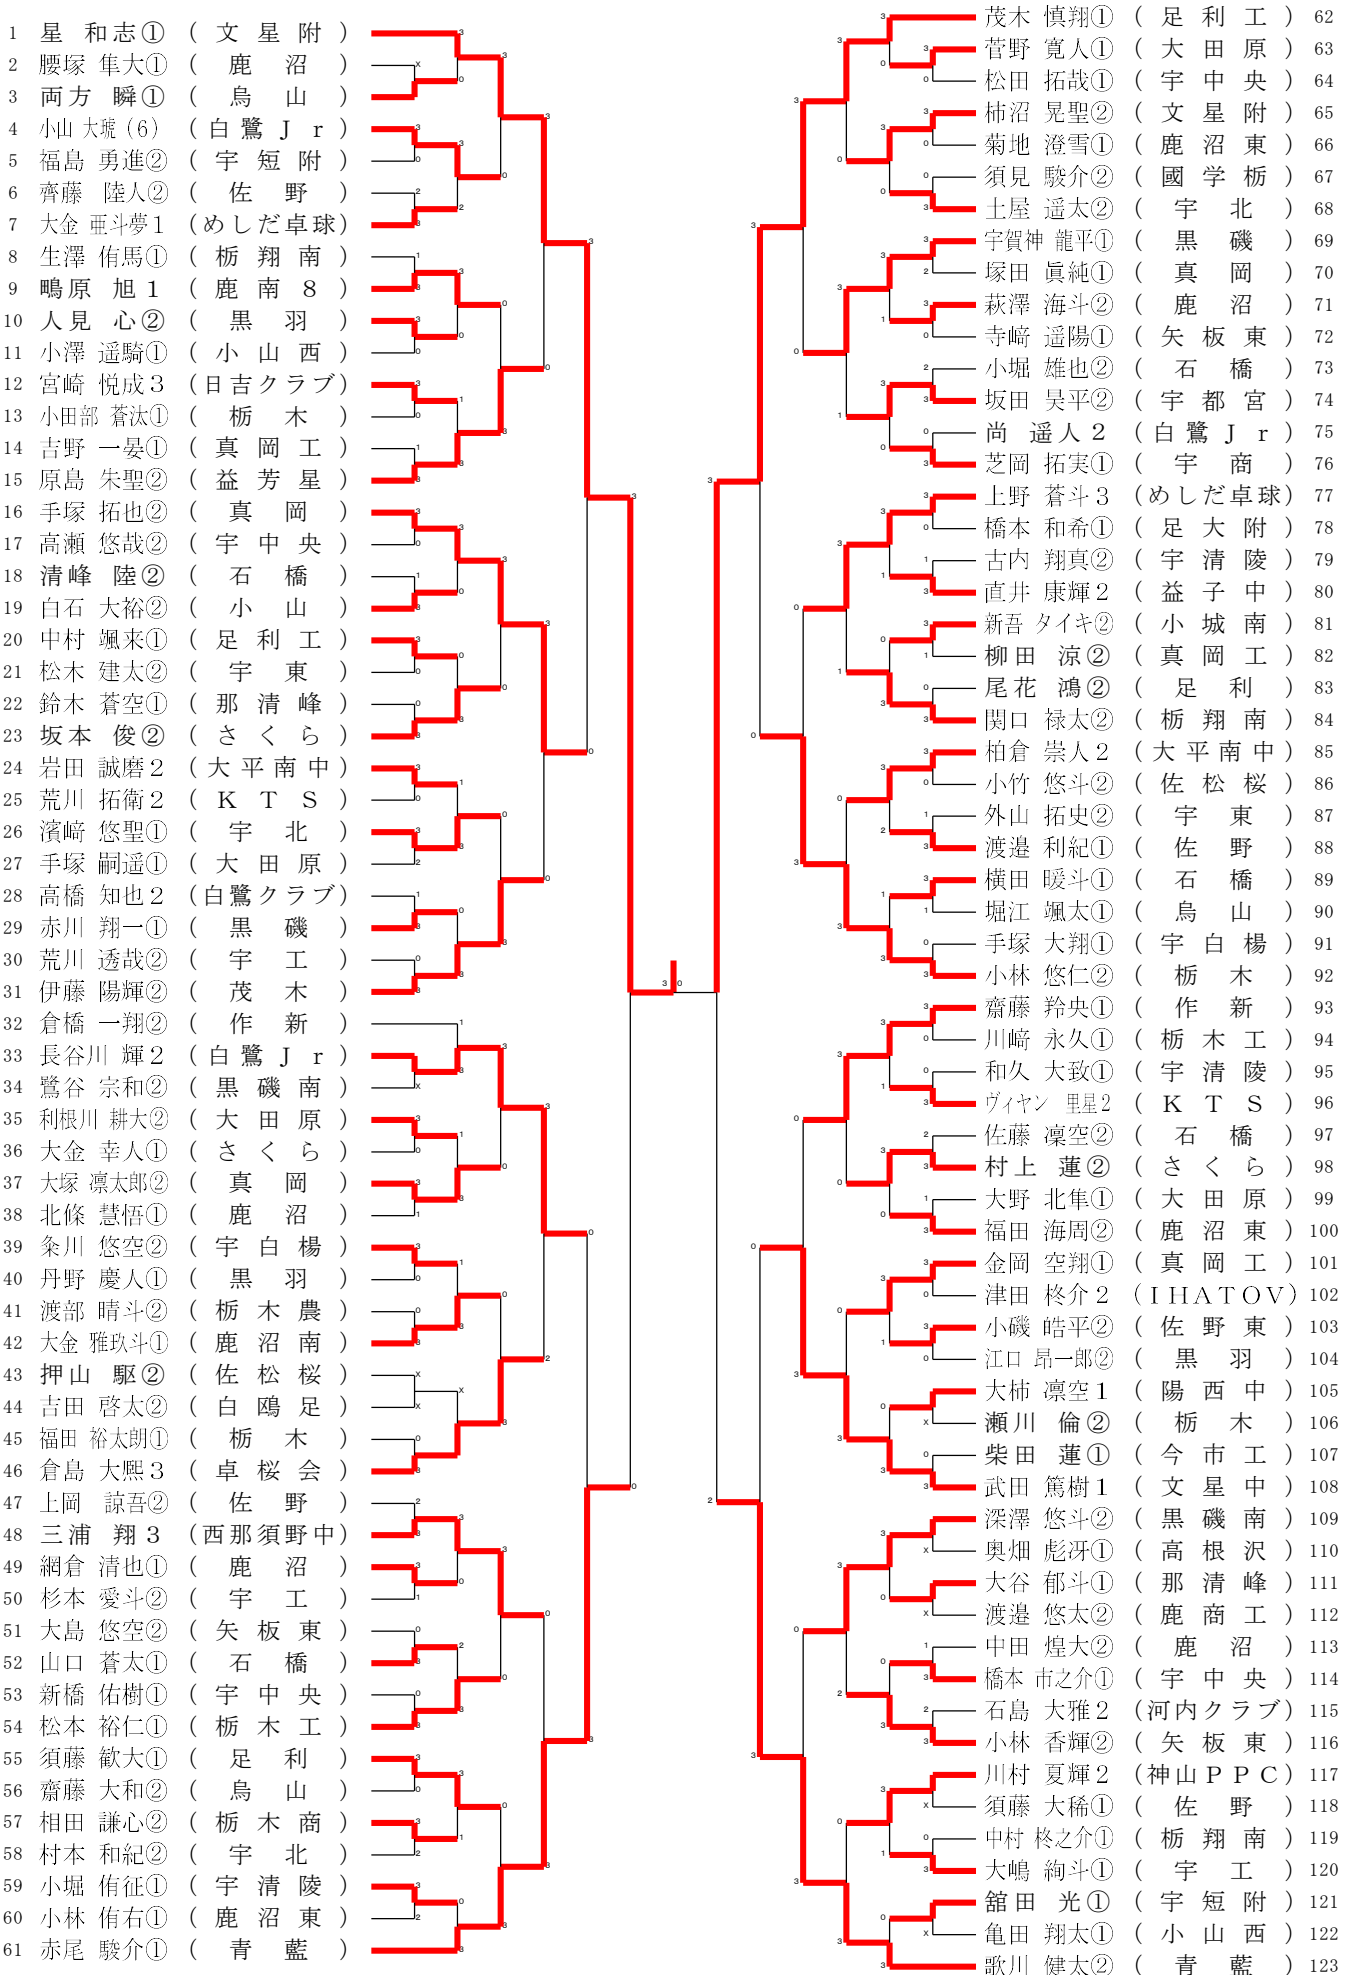 1 星 和志① ( 文 星 附 )
2 腰塚 隼大① ( 鹿 沼 )
3 両方 瞬① ( 烏 山 )
4 小山 大琥(6) ( 白 鷺 J r )
5 福島 勇進② ( 宇 短 附 )
6 齊藤 陸人② ( 佐 野 )
7 大金 亜斗夢1 (めしだ卓球)
8 生澤 侑馬① ( 栃 翔 南 )
9 鴫原 旭1 ( 鹿 南 8 )
10 人見 心② ( 黒 羽 )
11 小澤 遥騎① ( 小 山 西 )
12 宮崎 悦成3 (日吉クラブ)
13 小田部 蒼汰① ( 栃 木 )
14 吉野 一晏① ( 真 岡 工 )
15 原島 朱聖② ( 益 芳 星 )
16 手塚 拓也② ( 真 岡 )
17 高瀬 悠哉② ( 宇 中 央 )
18 清峰 陸② ( 石 橋 )
19 白石 大裕② ( 小 山 )
20 中村 颯来① ( 足 利 工 )
21 松木 建太② ( 宇 東 )
22 鈴木 蒼空① ( 那 清 峰 )
23 坂本 俊② ( さ く ら )
24 岩田 誠磨2 ( 大 平 南 中 )
25 荒川 拓衛2 ( K T S )
26 濱﨑 悠聖① ( 宇 北 )
27 手塚 嗣遥① ( 大 田 原 )
28 高橋 知也2 (白鷺クラブ)
29 赤川 翔一① ( 黒 磯 )
30 荒川 透哉② ( 宇 工 )
31 伊藤 陽輝② ( 茂 木 )
32 倉橋 一翔② ( 作 新 )
33 長谷川 輝2 ( 白 鷺 J r )
34 鷺谷 宗和② ( 黒 磯 南 )
35 利根川 耕大② ( 大 田 原 )
36 大金 幸人① ( さ く ら )
37 大塚 凛太郎② ( 真 岡 )
38 北條 慧悟① ( 鹿 沼 )
39 粂川 悠空② ( 宇 白 楊 )
40 丹野 慶人① ( 黒 羽 )
41 渡部 晴斗② ( 栃 木 農 )
42 大金 雅玖斗① ( 鹿 沼 南 )
43 押山 駆② ( 佐 松 桜 )
44 吉田 啓太② ( 白 鴎 足 )
45 福田 裕太朗① ( 栃 木 )
46 倉島 大熙3 ( 卓 桜 会 )
47 上岡 諒吾② ( 佐 野 )
48 三浦 翔3 (西那須野中)
49 網倉 清也① ( 鹿 沼 )
50 杉本 愛斗② ( 宇 工 )
51 大島 悠空② ( 矢 板 東 )
52 山口 蒼太① ( 石 橋 )
53 新橋 佑樹① ( 宇 中 央 )
54 松本 裕仁① ( 栃 木 工 )
55 須藤 歓大① ( 足 利 )
56 齋藤 大和② ( 烏 山 )
57 相田 謙心② ( 栃 木 商 )
58 村本 和紀② ( 宇 北 )
59 小堀 侑征① ( 宇 清 陵 )
60 小林 侑右① ( 鹿 沼 東 )
61 赤尾 駿介① ( 青 藍 )
茂木 慎翔① ( 足 利 工 ) 62
菅野 寛人① ( 大 田 原 ) 63
松田 拓哉① ( 宇 中 央 ) 64
柿沼 晃聖② ( 文 星 附 ) 65
菊地 澄雪① ( 鹿 沼 東 ) 66
須見 駿介② ( 國 学 栃 ) 67
土屋 遥太② ( 宇 北 ) 68
宇賀神 龍平① ( 黒 磯 ) 69
塚田 眞純① ( 真 岡 ) 70
萩澤 海斗② ( 鹿 沼 ) 71
寺﨑 遥陽① ( 矢 板 東 ) 72
小堀 雄也② ( 石 橋 ) 73
坂田 昊平② ( 宇 都 宮 ) 74
尚 遥人2 ( 白 鷺 J r ) 75
芝岡 拓実① ( 宇 商 ) 76
上野 蒼斗3 (めしだ卓球) 77
橋本 和希① ( 足 大 附 ) 78
古内 翔真② ( 宇 清 陵 ) 79
直井 康輝2 ( 益 子 中 ) 80
新吾 タイキ② ( 小 城 南 ) 81
柳田 涼② ( 真 岡 工 ) 82
尾花 鴻② ( 足 利 ) 83
関口 禄太② ( 栃 翔 南 ) 84
柏倉 崇人2 ( 大 平 南 中 ) 85
小竹 悠斗② ( 佐 松 桜 ) 86
外山 拓史② ( 宇 東 ) 87
渡邉 利紀① ( 佐 野 ) 88
横田 暖斗① ( 石 橋 ) 89
堀江 颯太① ( 烏 山 ) 90
手塚 大翔① ( 宇 白 楊 ) 91
小林 悠仁② ( 栃 木 ) 92
齋藤 羚央① ( 作 新 ) 93
川﨑 永久① ( 栃 木 工 ) 94
和久 大致① ( 宇 清 陵 ) 95
ヴィヤン 里星2 ( K T S ) 96
佐藤 凜空② ( 石 橋 ) 97
村上 蓮② ( さ く ら ) 98
大野 北隼① ( 大 田 原 ) 99
福田 海周② ( 鹿 沼 東 ) 100
金岡 空翔① ( 真 岡 工 ) 101
津田 柊介2 (IHATOV) 102
小磯 皓平② ( 佐 野 東 ) 103
江口 昂一郎② ( 黒 羽 ) 104
大柿 凛空1 ( 陽 西 中 ) 105
瀬川 倫② ( 栃 木 ) 106
柴田 蓮① ( 今 市 工 ) 107
武田 篤樹1 ( 文 星 中 ) 108
深澤 悠斗② ( 黒 磯 南 ) 109
奥畑 彪冴① ( 高 根 沢 ) 110
大谷 郁斗① ( 那 清 峰 ) 111
渡邉 悠太② ( 鹿 商 工 ) 112
中田 煌大② ( 鹿 沼 ) 113
橋本 市之介① ( 宇 中 央 ) 114
石島 大雅2 (河内クラブ) 115
小林 香輝② ( 矢 板 東 ) 116
川村 夏輝2 (神山PPC) 117
須藤 大稀① ( 佐 野 ) 118
中村 柊之介① ( 栃 翔 南 ) 119
大嶋 絢斗① ( 宇 工 ) 120
舘田 光① ( 宇 短 附 ) 121
亀田 翔太① ( 小 山 西 ) 122
歌川 健太② ( 青 藍 ) 123